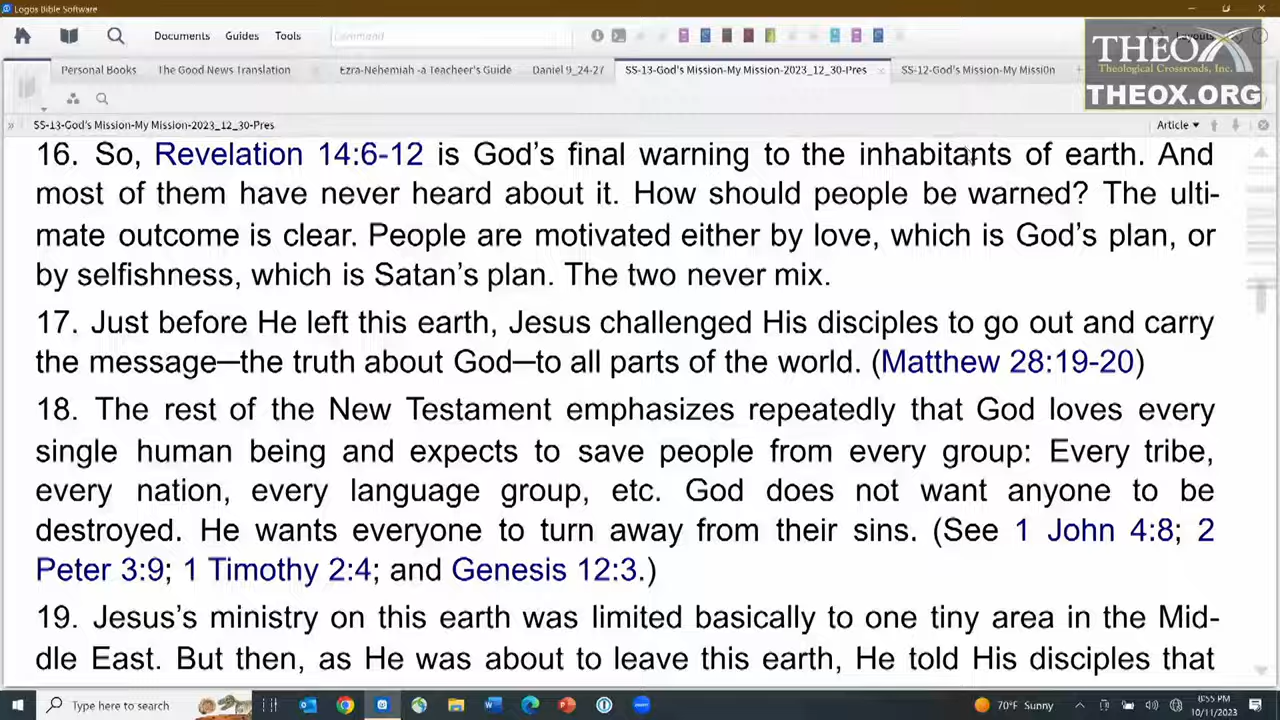 Logos Bible Software
Documents Guides Tools Command Layouts
THEOX
Theological Crossroads, Inc.
THEOX.ORG
Personal Books The Good News Translation Ezra-Neh Guide Daniel 9_24-27 SS-13-God's Mission-My Mission-2023_12_30-Pres SS-12-God's Mission-My Missi0n
SS-13-God's Mission-My Mission-2023_12_30-Pres Article
16. So, Revelation 14:6-12 is God's final warning to the inhabitants of earth. And
most of them have never heard about it. How should people be warned? The ulti-
mate outcome is clear. People are motivated either by love, which is God's plan, or
by selfishness, which is Satan's plan. The two never mix.
17. Just before He left this earth, Jesus challenged His disciples to go out and carry
the message—the truth about God—to all parts of the world. (Matthew 28:19-20)
18. The rest of the New Testament emphasizes repeatedly that God loves every
single human being and expects to save people from every group: Every tribe,
every nation, every language group, etc. God does not want anyone to be
destroyed. He wants everyone to turn away from their sins. (See 1 John 4:8; 2
Peter 3:9; 1 Timothy 2:4; and Genesis 12:3.)
19. Jesus's ministry on this earth was limited basically to one tiny area in the Mid-
dle East. But then, as He was about to leave this earth, He told His disciples that
Type here to search 70°F Sunny 8:55 PM
10/11/2023